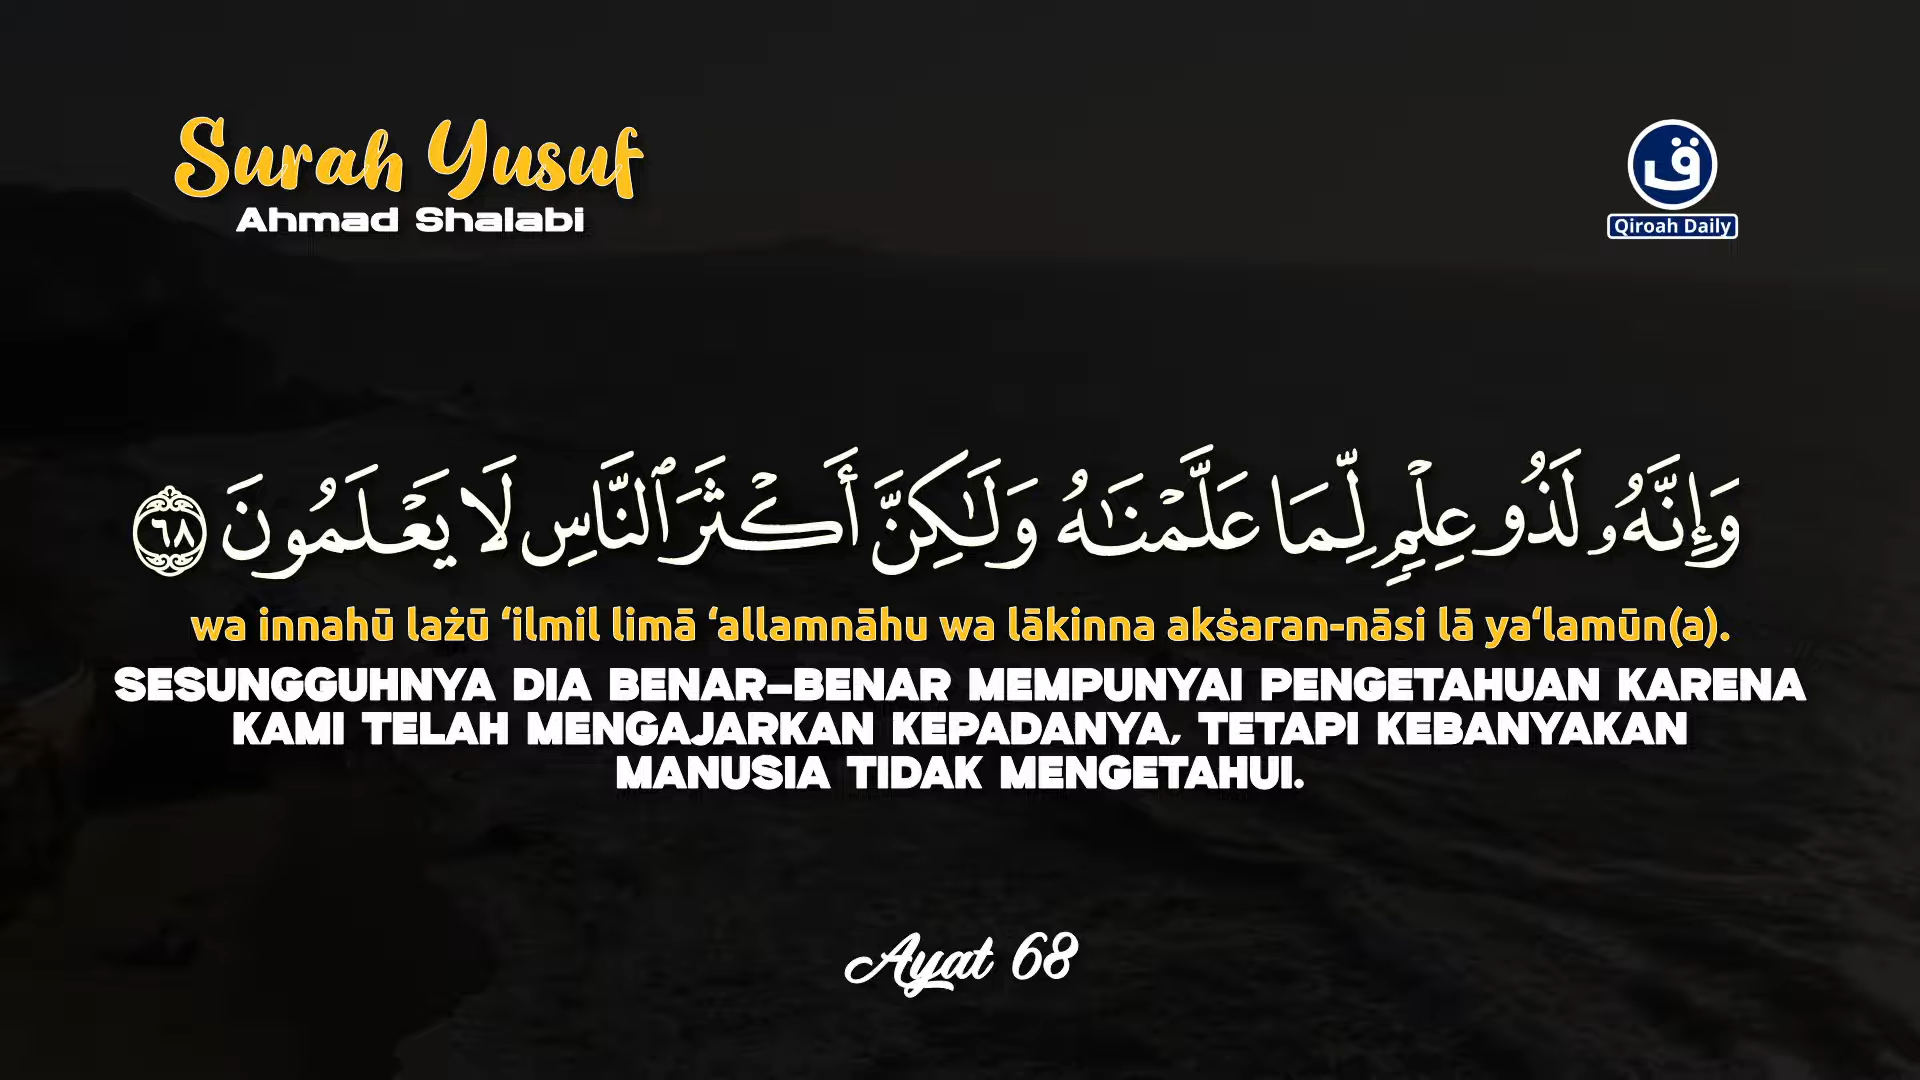 Surah Yusuf
Ahmad Shalabi
ق
Qiroah Daily
وَإِنَّهُۥ لَذُو عِلْمٍ لِّمَا عَلَّمْنَـٰهُ وَلَـٰكِنَّ أَكْثَرَ ٱلنَّاسِ لَا يَعْلَمُونَ ٦٨
wa innahū lażū ‘ilmil limā ‘allamnāhu wa lākinna akṡaran-nāsi lā ya‘lamūn(a).
SESUNGGUHNYA DIA BENAR-BENAR MEMPUNYAI PENGETAHUAN KARENA
KAMI TELAH MENGAJARKAN KEPADANYA, TETAPI KEBANYAKAN
MANUSIA TIDAK MENGETAHUI.
Ayat 68